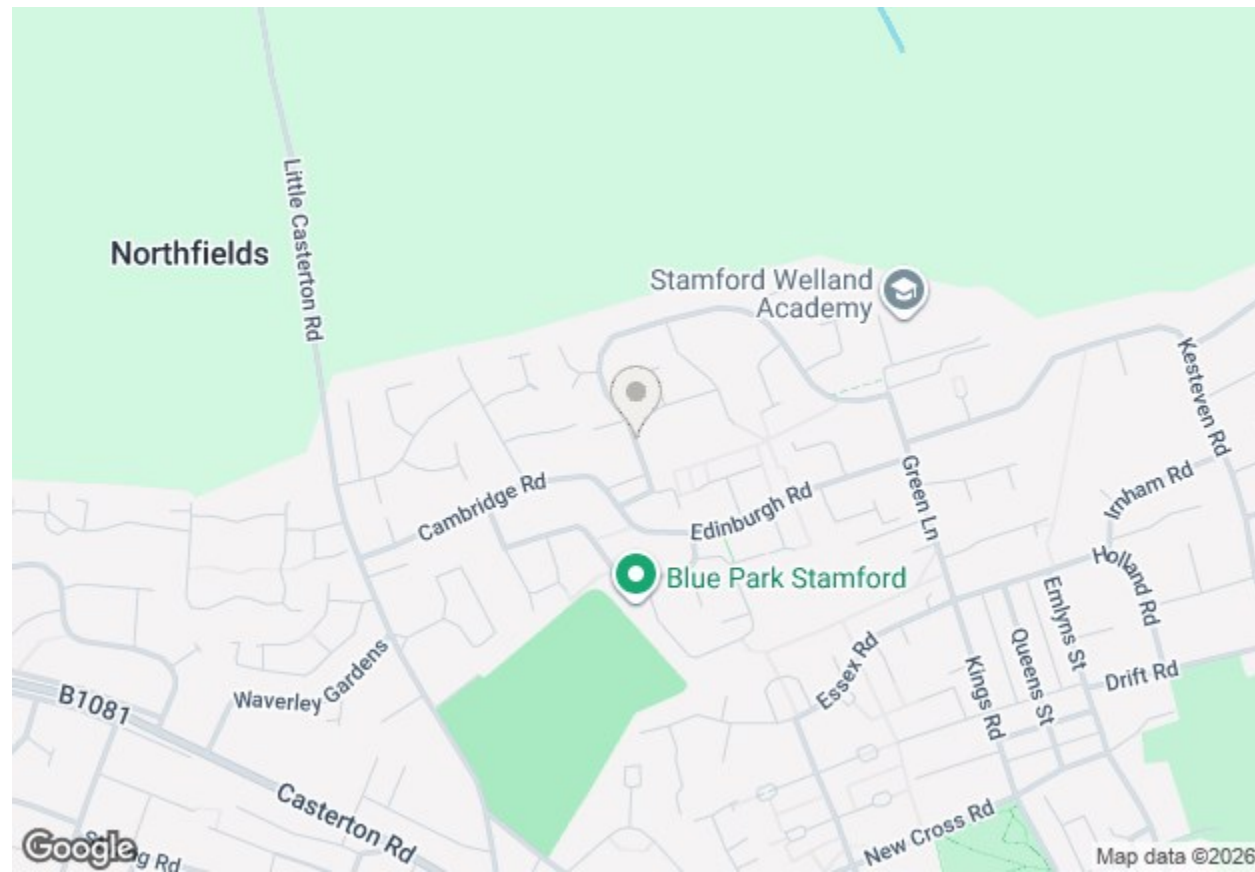 Little Casterton Rd
Northfields
Stamford Welland
Academy
Kesteven Rd
Cambridge Rd
Edinburgh Rd
Green Ln
Irnham Rd
Holland Rd
Blue Park Stamford
Emlyns St
Essex Rd
Queens St
Kings Rd
Drift Rd
Waverley Gardens
B1081
Casterton Rd
New Cross Rd
Google
Rd
Map data ©2026